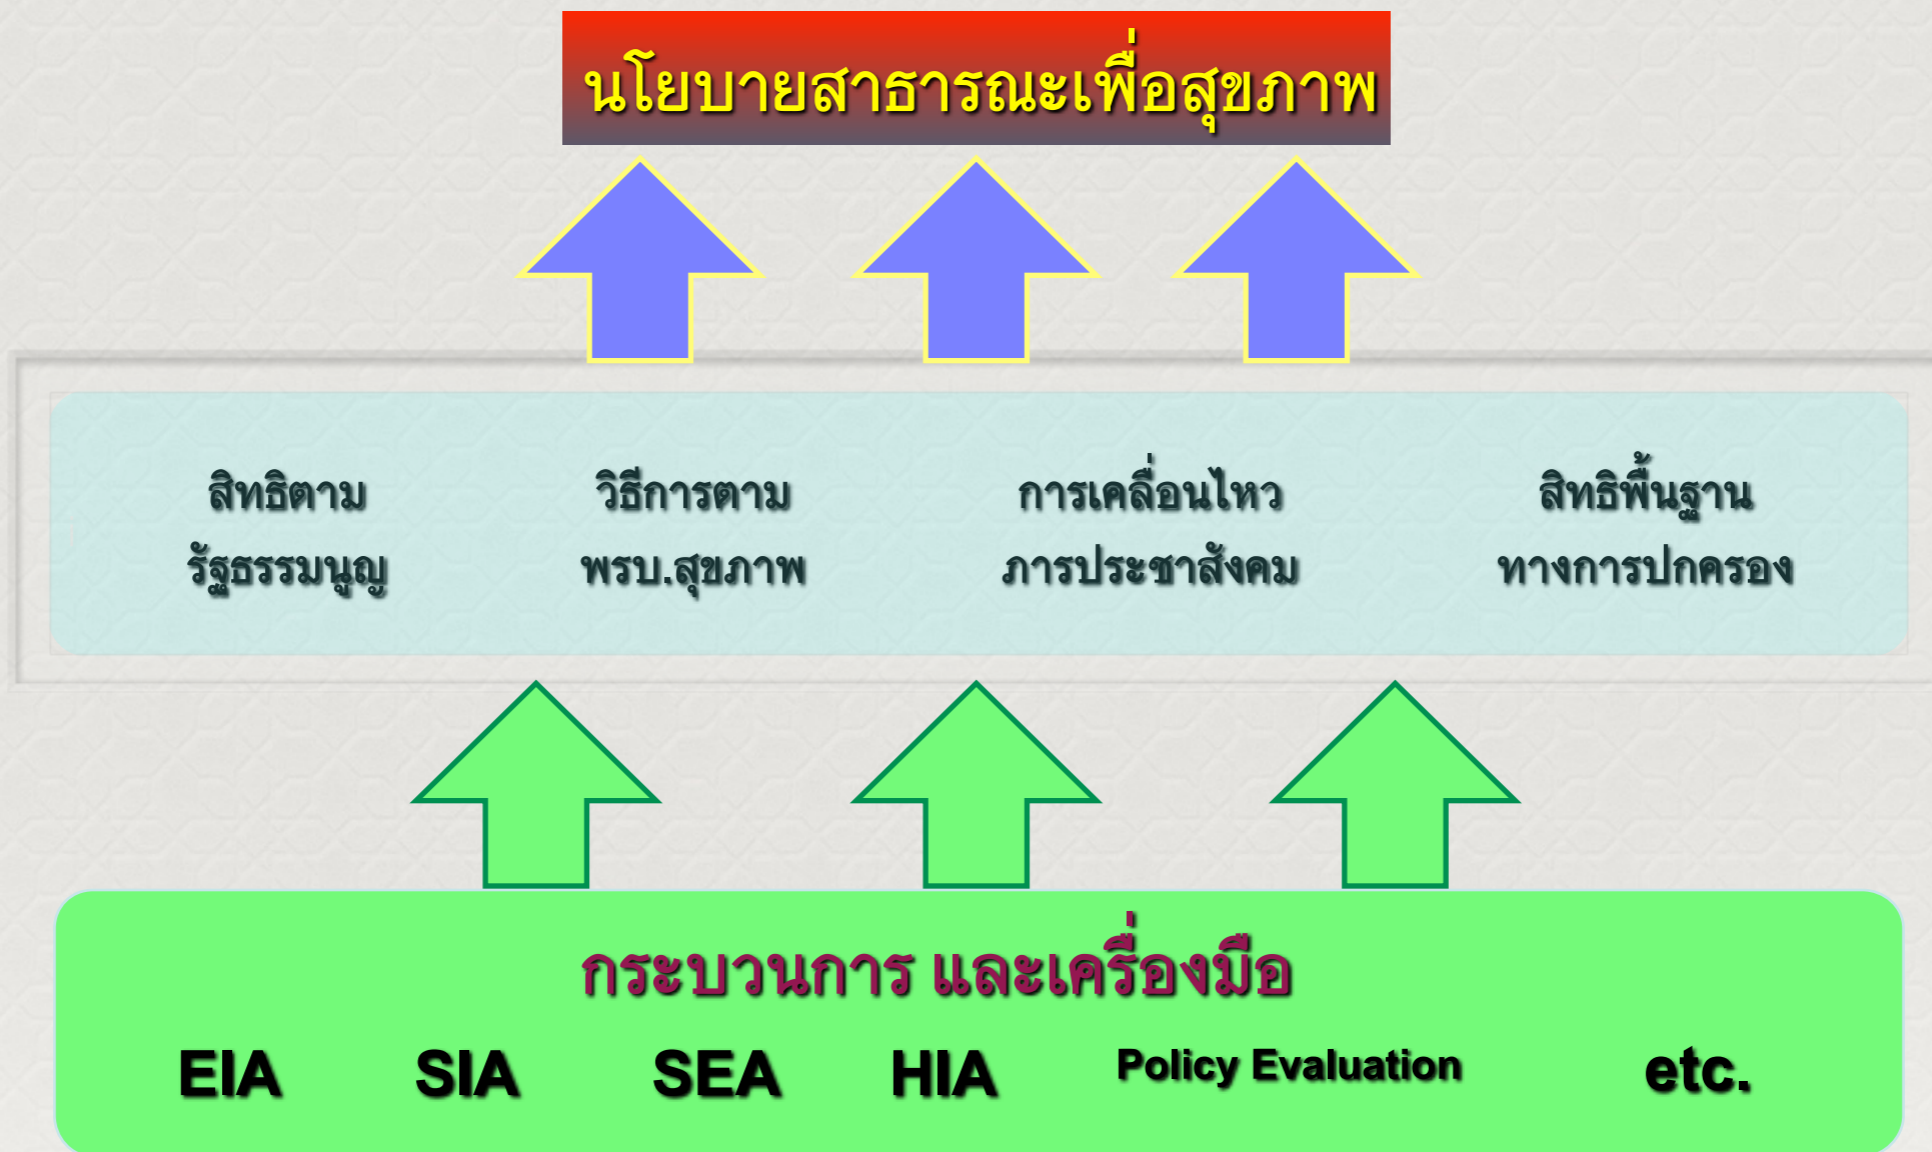 นโยบายสาธารณะเพื่อสุขภาพ
สิทธิตาม
รัฐธรรมนูญ
วิธีการตาม
พรบ.สุขภาพ
การเคลื่อนไหว
ภารประชาสังคม
สิทธิพื้นฐาน
ทางการปกครอง
กระบวนการ และเครื่องมือ
EIA SIA SEA HIA Policy Evaluation etc.